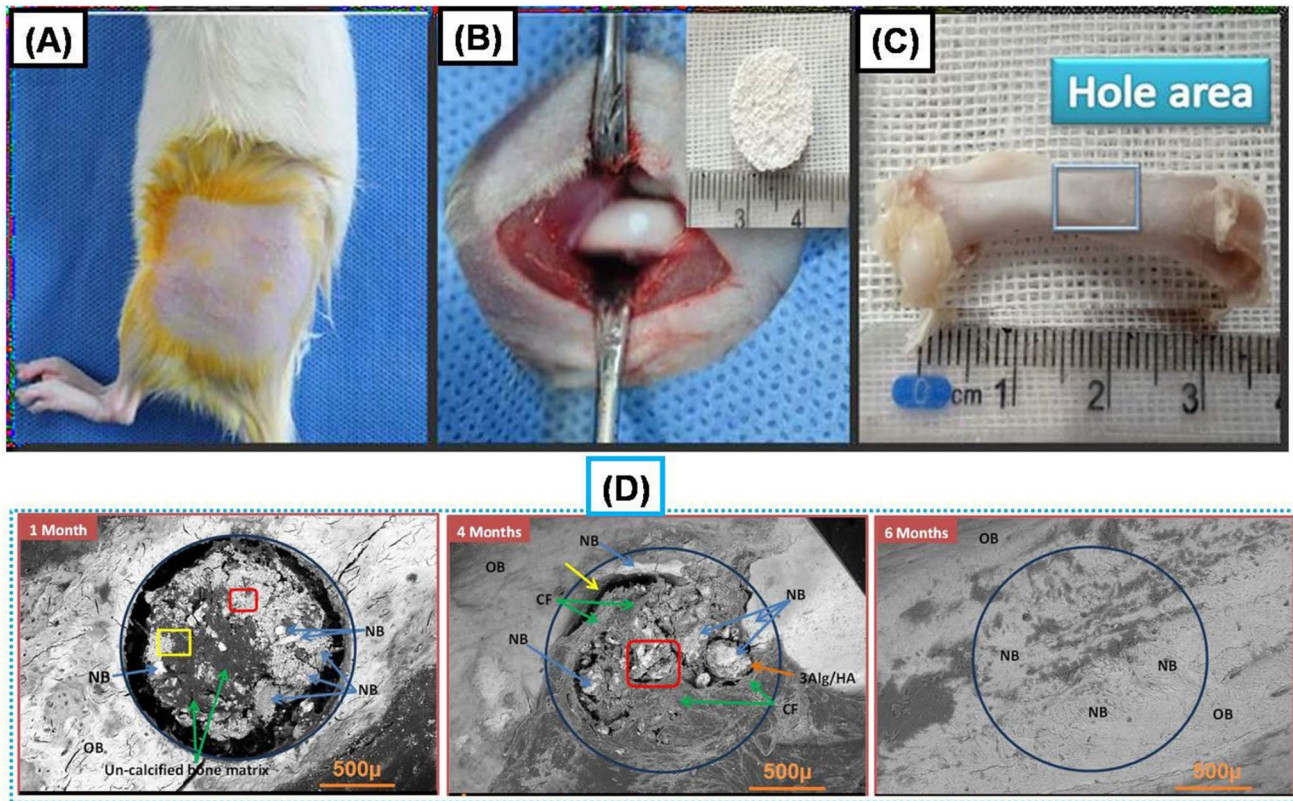 (A)
(B)
3 4
(C)
Hole area
0 cm 1 2 3 4
(D)
1 Month
NB
NB
NB
OB
Un-calcified bone matrix
500µ
4 Months
NB
OB
CF
NB
NB
3Alg/HA
CF
500µ
6 Months
OB
NB
NB
NB
OB
500µ